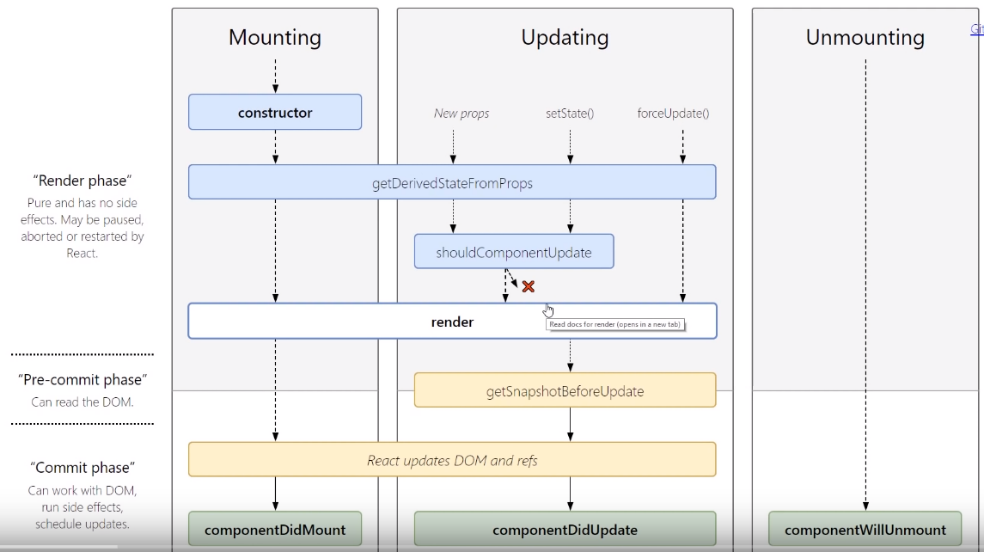 Mounting
Updating
Unmounting
Git
constructor
New props
setState()
forceUpdate()
"Render phase"
Pure and has no side
effects. May be paused,
aborted or restarted by
React.
getDerivedStateFromProps
shouldComponentUpdate
render
Read docs for render (opens in a new tab)
"Pre-commit phase"
Can read the DOM.
getSnapshotBeforeUpdate
"Commit phase"
Can work with DOM,
run side effects,
schedule updates.
React updates DOM and refs
componentDidMount
componentDidUpdate
componentWillUnmount